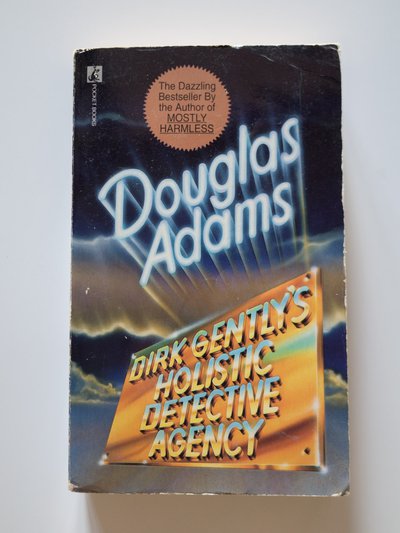 POCKET BOOKS
The Dazzling
Bestseller By
the Author of
MOSTLY
HARMLESS
Douglas
Adams
DIRK GENTLY'S
HOLISTIC
DETECTIVE
AGENCY